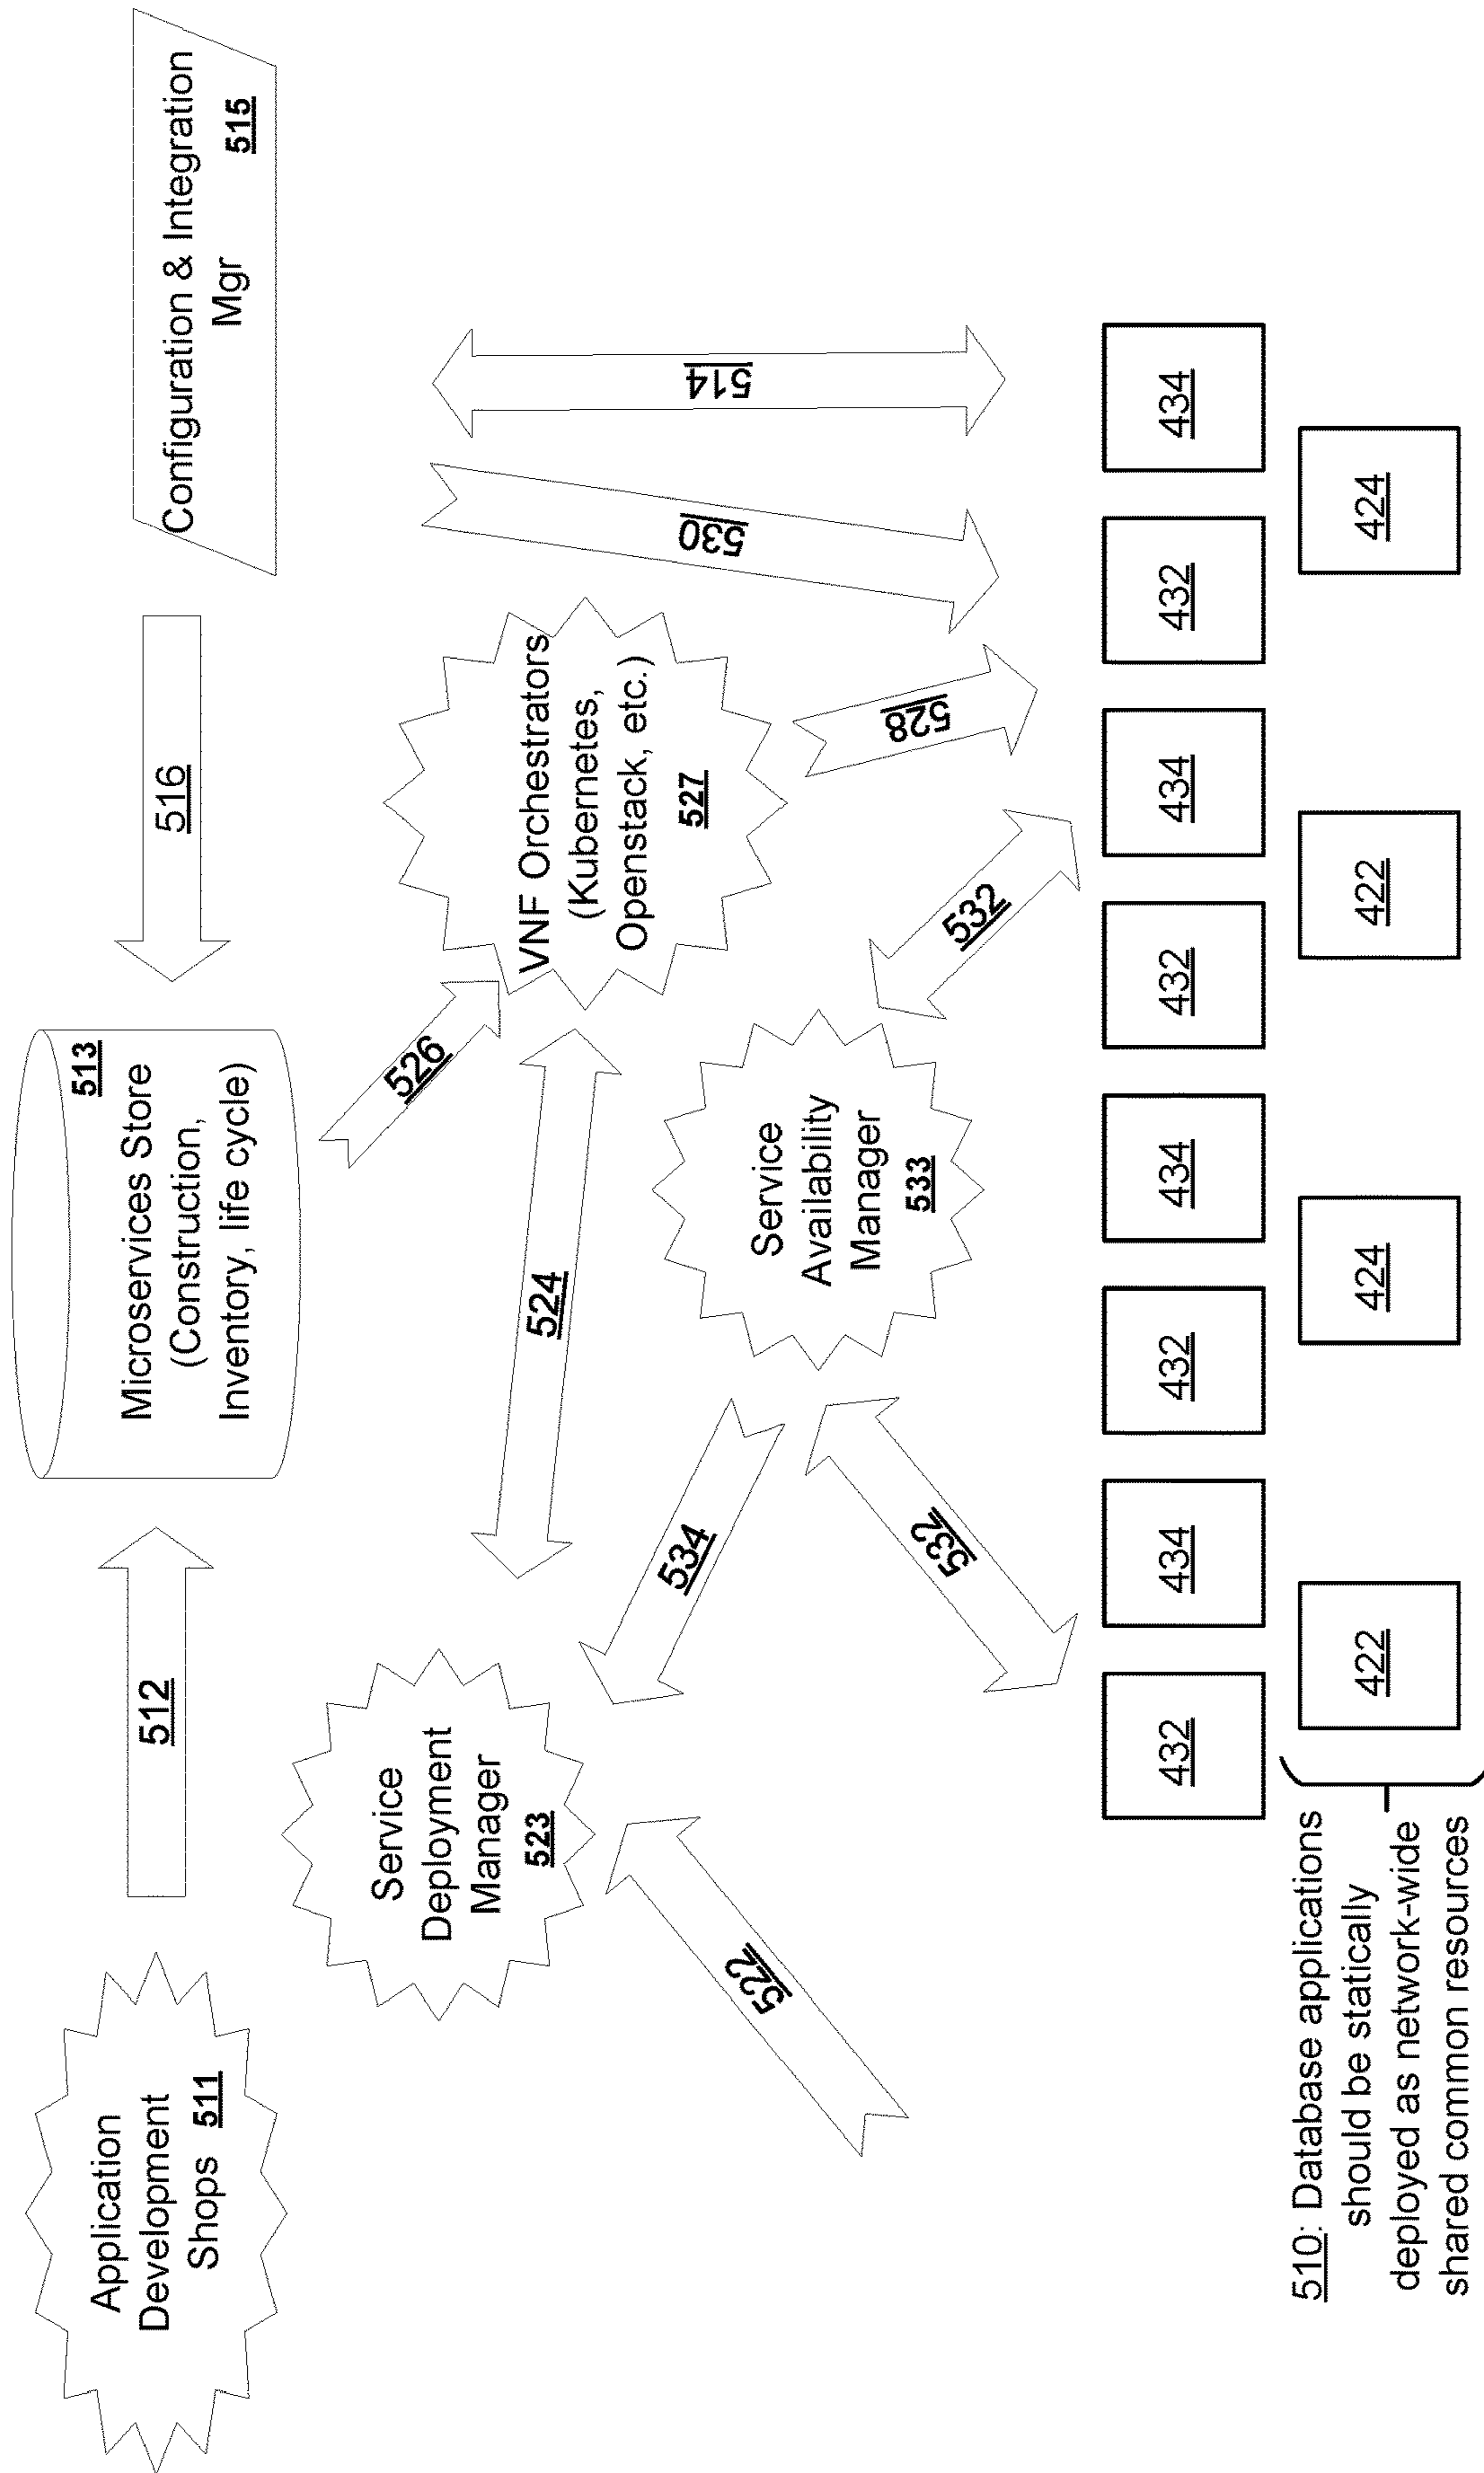 Application
Development
Shops 511
512
513
Microservices Store
(Construction,
Inventory, life cycle)
516
Configuration & Integration
Mgr
515
Service
Deployment
Manager
523
524
526
VNF Orchestrators
(Kubernetes,
Openstack, etc.)
527
522
534
Service
Availability
Manager
533
532
532
528
530
514
432
434
432
434
432
434
432
434
422
424
422
424
510: Database applications
should be statically
deployed as network-wide
shared common resources